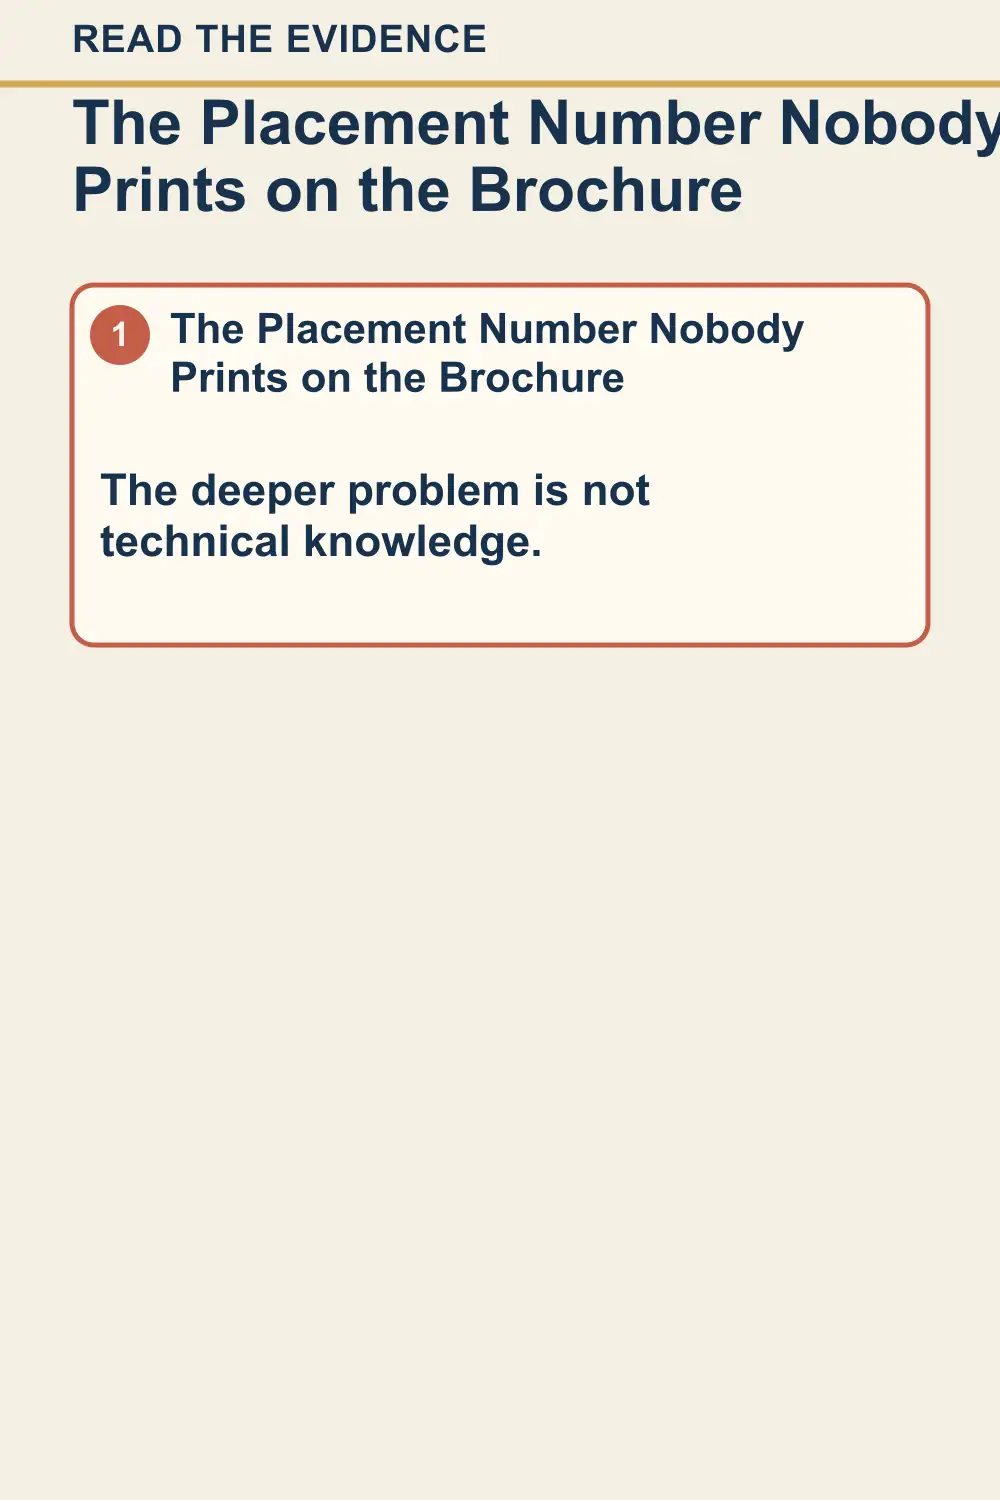 READ THE EVIDENCE
The Placement Number Nobody
Prints on the Brochure
1
The Placement Number Nobody
Prints on the Brochure
The deeper problem is not
technical knowledge.